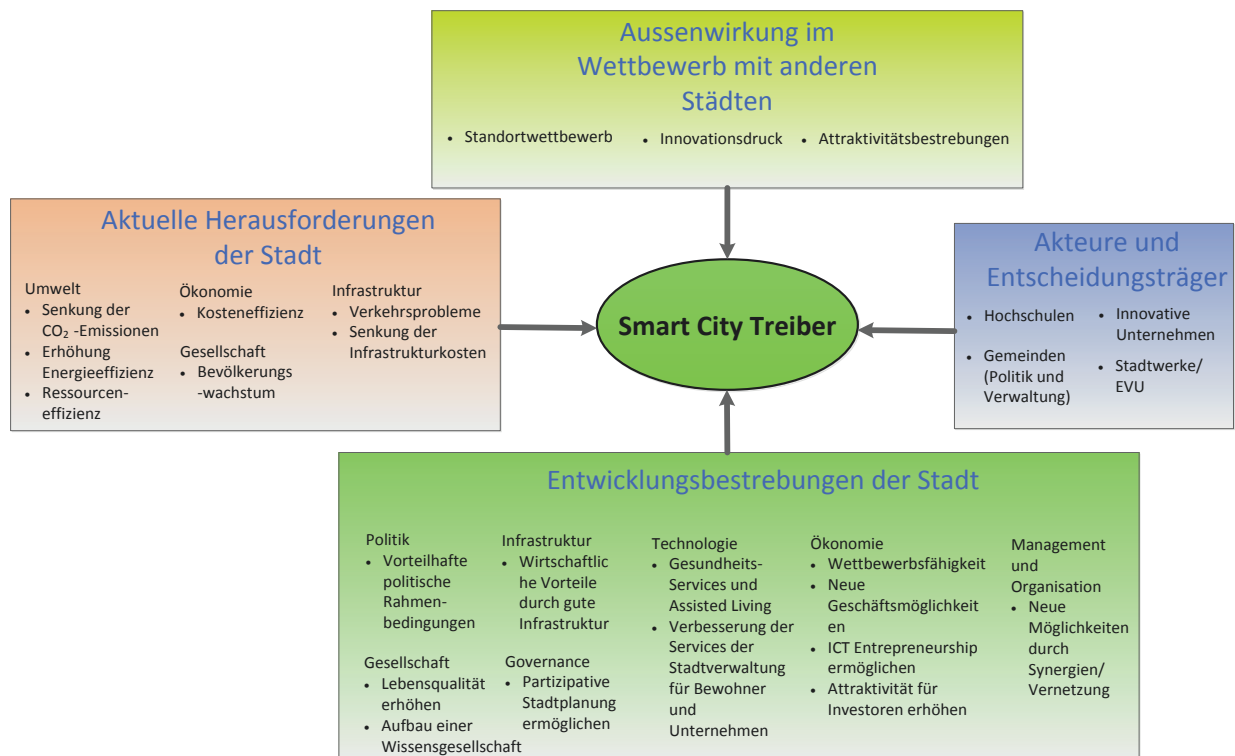 Aussenwirkung im
Wettbewerb mit anderen
Städten
• Standortwettbewerb
• Innovationsdruck
• Attraktivitätsbestrebungen
Aktuelle Herausforderungen
der Stadt
Umwelt
• Senkung der
CO₂ -Emissionen
• Erhöhung
Energieeffizienz
• Ressourcen-
effizienz
Ökonomie
• Kosteneffizienz
Gesellschaft
• Bevölkerungs
-wachstum
Infrastruktur
• Verkehrsprobleme
• Senkung der
Infrastrukturkosten
Smart City Treiber
Akteure und
Entscheidungsträger
• Hochschulen
• Gemeinden
(Politik und
Verwaltung)
• Innovative
Unternehmen
• Stadtwerke/
EVU
Entwicklungsbestrebungen der Stadt
Politik
• Vorteilhafte
politische
Rahmen-
bedingungen
Gesellschaft
• Lebensqualität
erhöhen
• Aufbau einer
Wissensgesellschaft
Infrastruktur
• Wirtschaftlic
he Vorteile
durch gute
Infrastruktur
Governance
• Partizipative
Stadtplanung
ermöglichen
Technologie
• Gesundheits-
Services und
Assisted Living
• Verbesserung der
Services der
Stadtverwaltung
für Bewohner
und
Unternehmen
Ökonomie
• Wettbewerbsfähigkeit
• Neue
Geschäftsmöglichkeit
en
• ICT Entrepreneurship
ermöglichen
• Attraktivität für
Investoren erhöhen
Management
und
Organisation
• Neue
Möglichkeiten
durch
Synergien/
Vernetzung